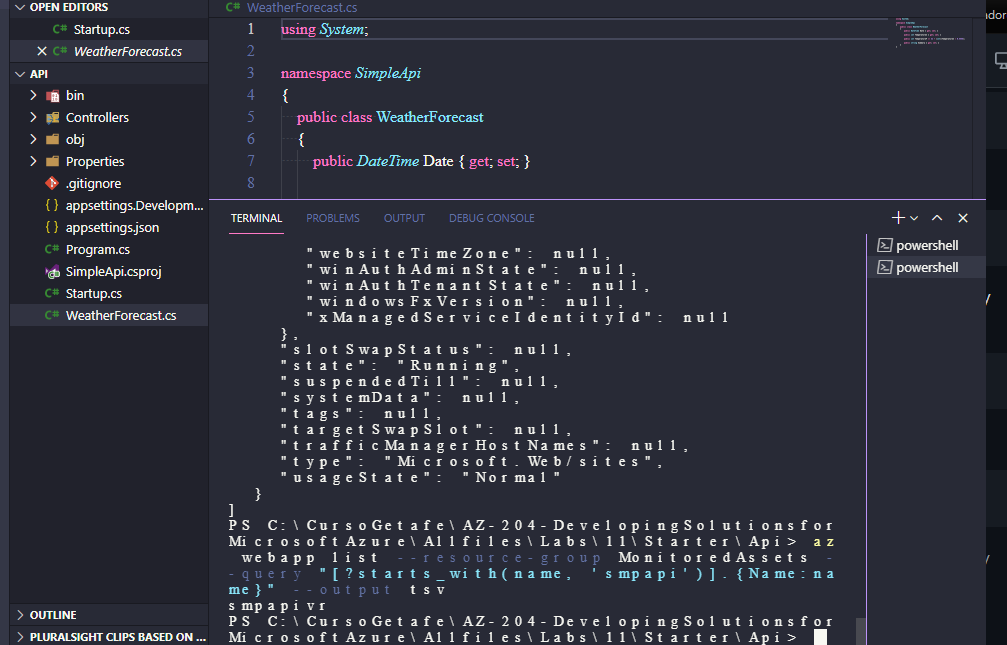 OPEN EDITORS
C# Startup.cs
C# WeatherForecast.cs
API
bin
Controllers
obj
Properties
.gitignore
{ } appsettings.Developm...
{ } appsettings.json
C# Program.cs
SimpleApi.csproj
C# Startup.cs
C# WeatherForecast.cs
OUTLINE
PLURALSIGHT CLIPS BASED ON ...
C# WeatherForecast.cs
1 using System;
2
3 namespace SimpleApi
4 {
5 public class WeatherForecast
6 {
7 public DateTime Date { get; set; }
8
TERMINAL PROBLEMS OUTPUT DEBUG CONSOLE
powershell
powershell
"websiteTimeZone": null,
"winAuthAdminState": null,
"winAuthTenantState": null,
"windowsFxVersion": null,
"xManagedServiceIdentityId": null
},
"slotSwapStatus": null,
"state": "Running",
"suspendedTill": null,
"systemData": null,
"tags": null,
"targetSwapSlot": null,
"trafficManagerHostNames": null,
"type": "Microsoft.Web/sites",
"usageState": "Normal"
}
]
PS C:\CursoGetafe\AZ-204-DevelopingSolutionsfor
MicrosoftAzure\Allfiles\Labs\11\Starter\Api> az
webapp list --resource-group MonitoredAssets -
-query "[?starts_with(name, 'smpapi')].{Name:na
me}" --output tsv
smpapivr
PS C:\CursoGetafe\AZ-204-DevelopingSolutionsfor
MicrosoftAzure\Allfiles\Labs\11\Starter\Api>